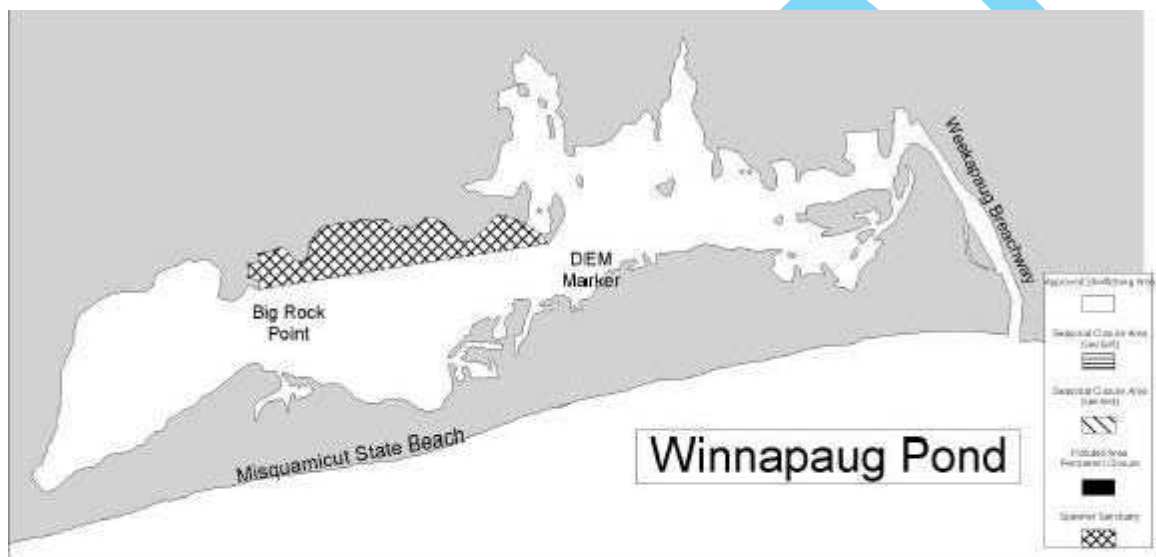 Weekapaug Breachway
DIEM
Marker
Big Rock
Point
Misquamicut State Beach
Winnapaug Pond
Approved Shellfishing Area
Seasonal Closure Area
Seasonal Closure Area
Polluted Area
Permanent Closure
Spawner Sanctuary